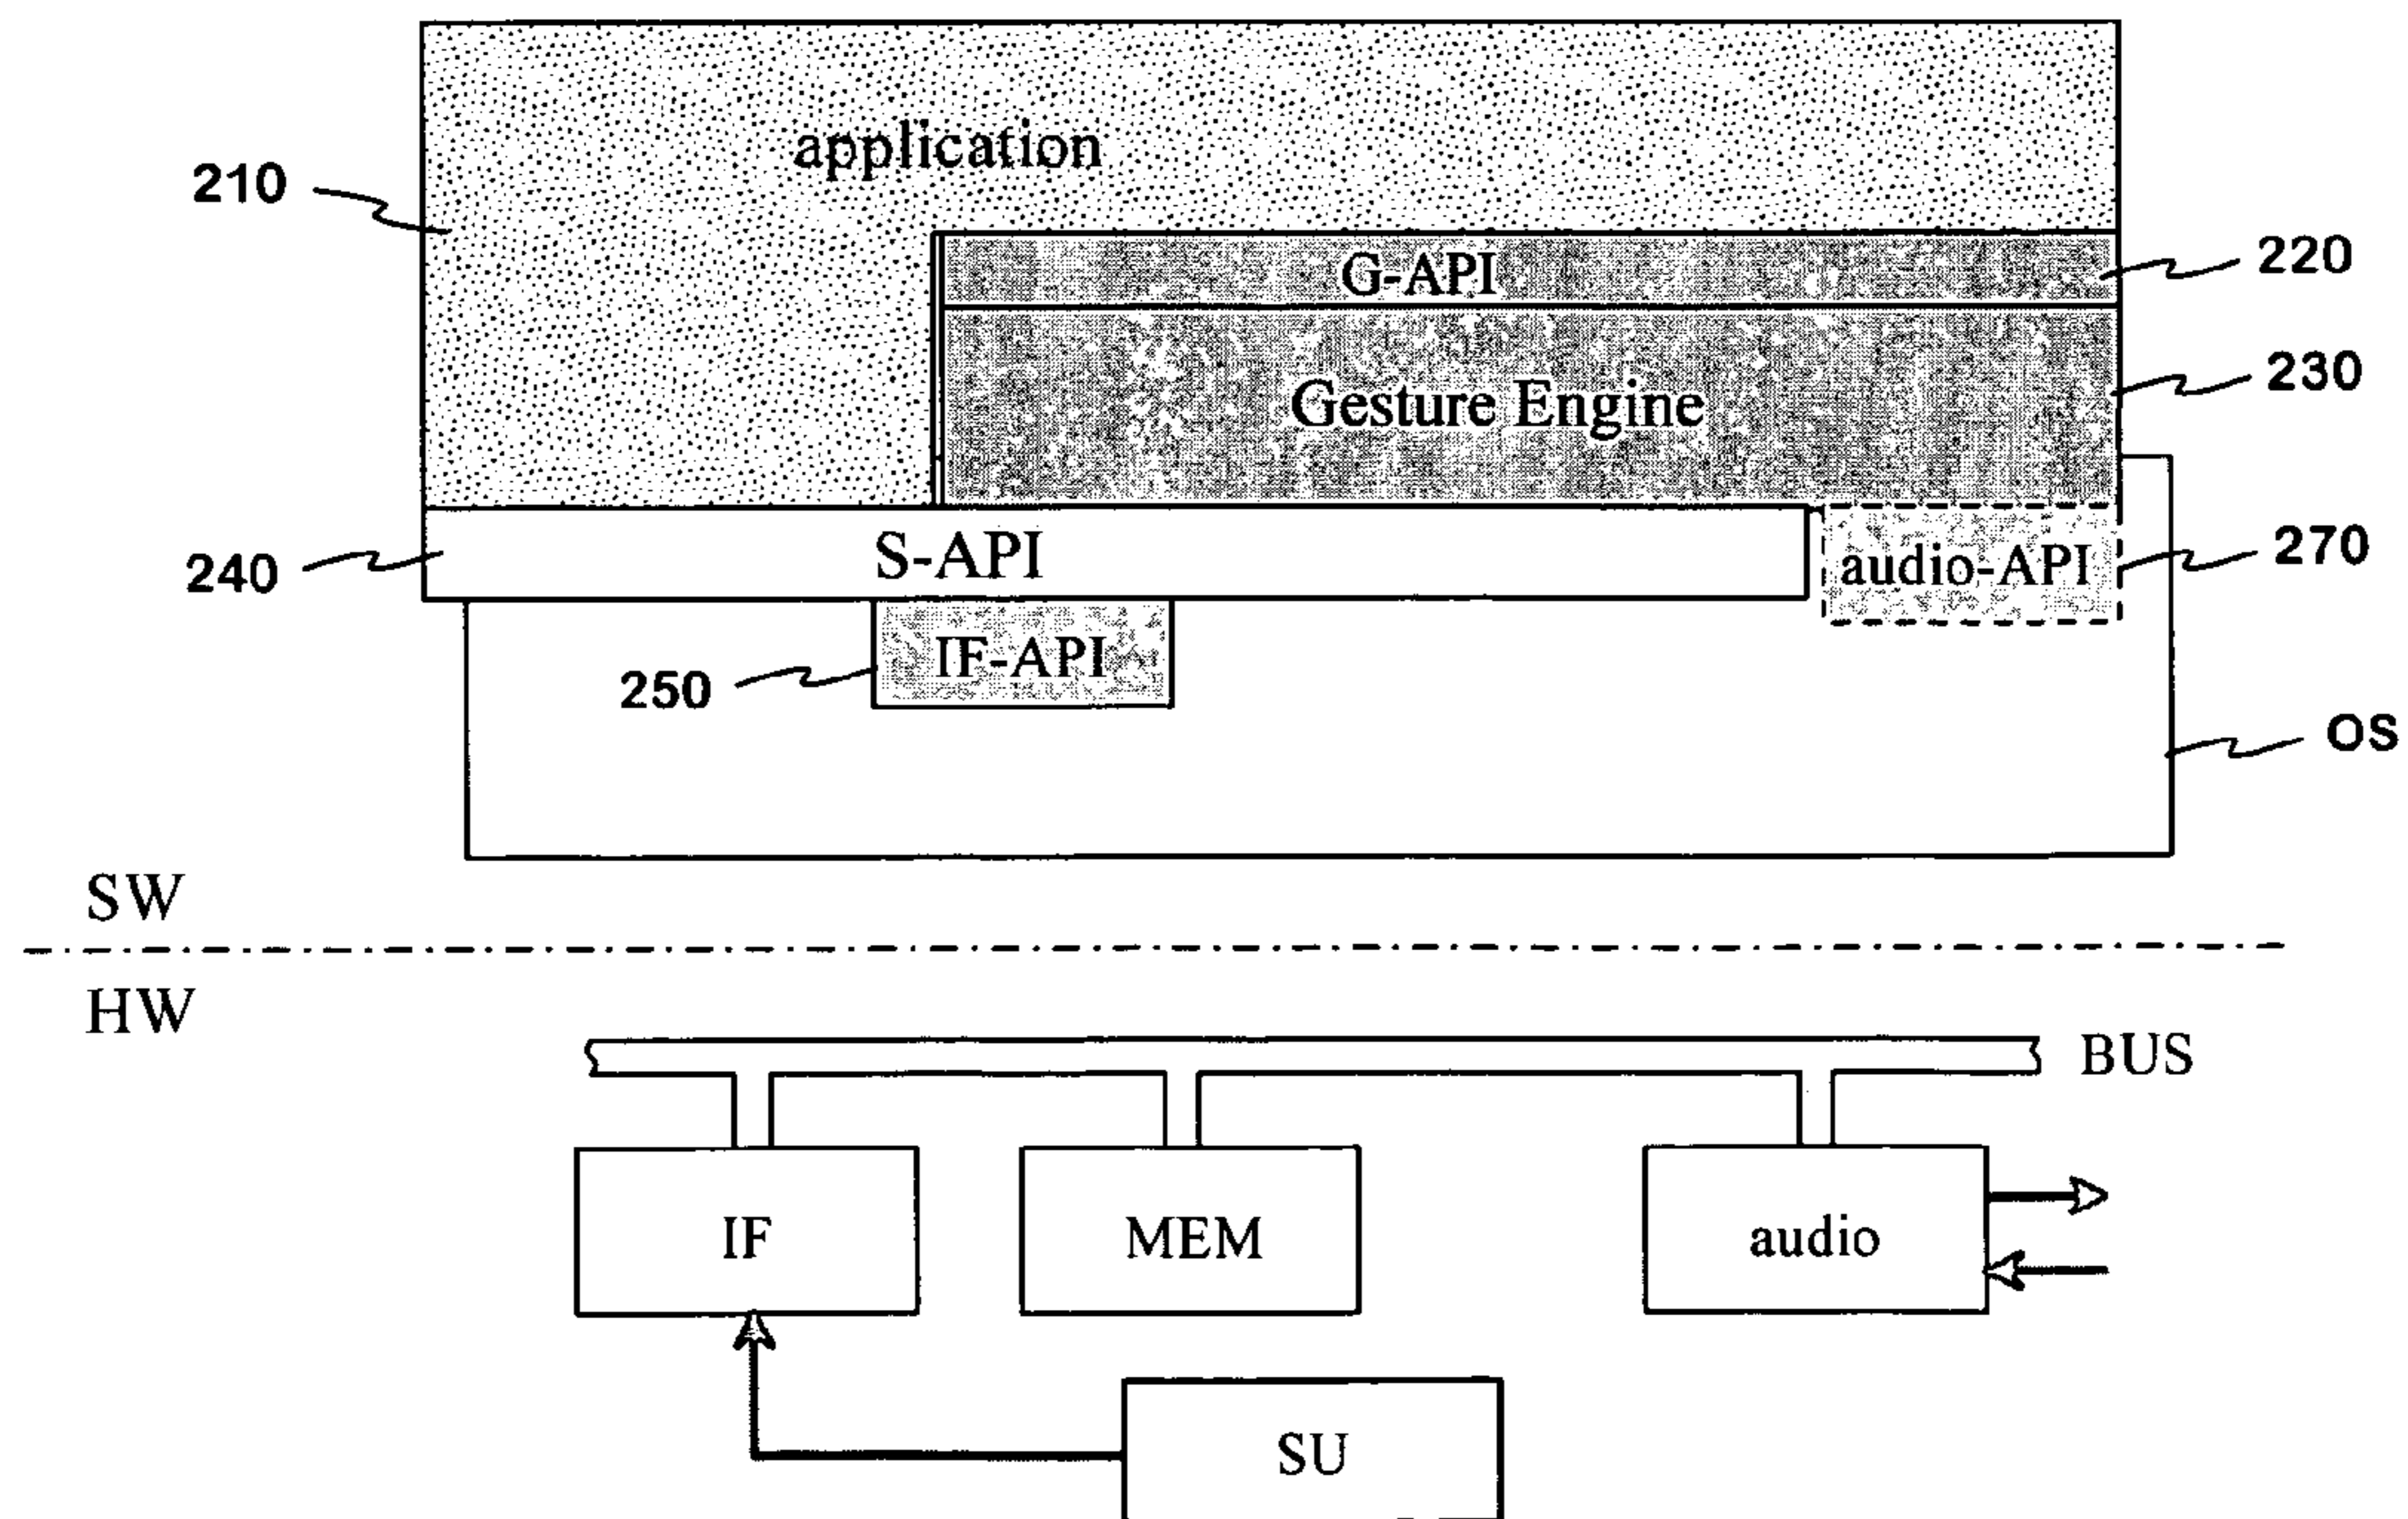 application
210
G-API
220
Gesture Engine
230
S-API
240
audio-API
270
IF-API
250
OS
SW
HW
BUS
IF
MEM
audio
SU